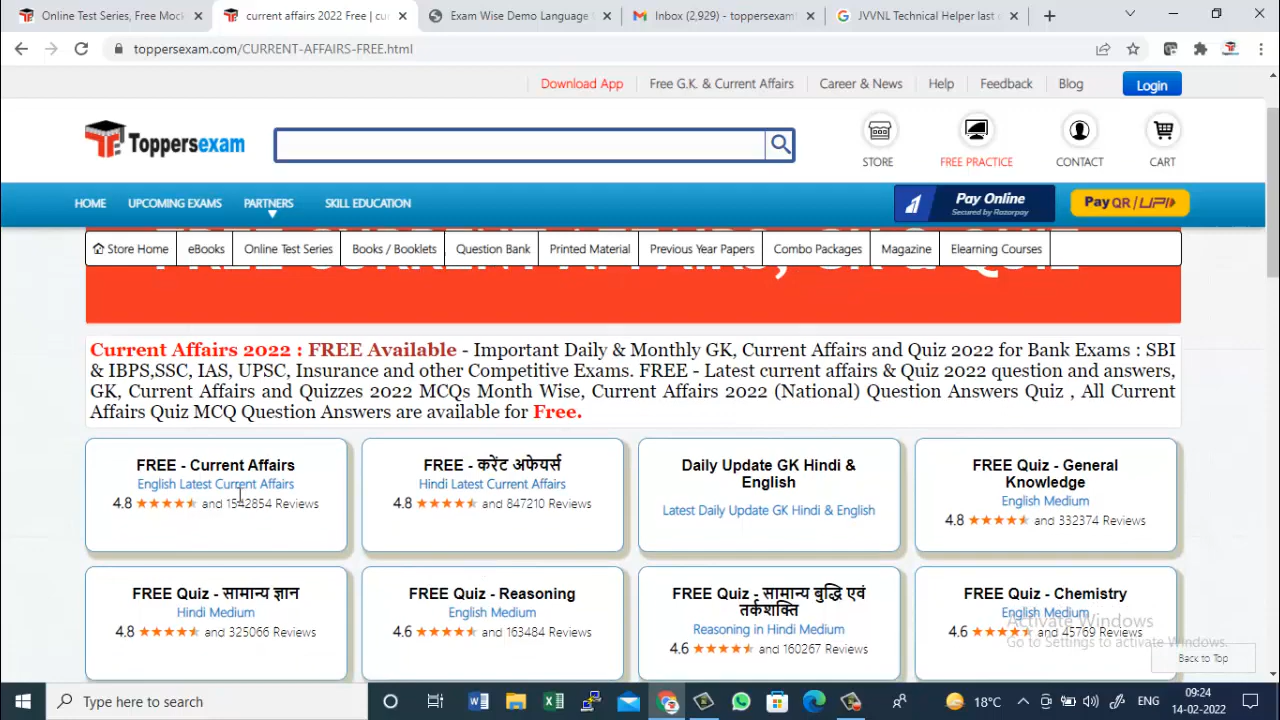 Online Test Series, Free Mock
current affairs 2022 Free | cur
Exam Wise Demo Language
Inbox (2,929) - toppersexam
JVVNL Technical Helper last
toppersexam.com/CURRENT-AFFAIRS-FREE.html
Download App
Free G.K. & Current Affairs
Career & News
Help
Feedback
Blog
Login
Toppersexam
STORE
FREE PRACTICE
CONTACT
CART
HOME
UPCOMING EXAMS
PARTNERS
SKILL EDUCATION
Pay Online
Secured by Razorpay
Pay QR / UPI
FREE CURRENT AFFAIRS, GK & QUIZ
Store Home
eBooks
Online Test Series
Books / Booklets
Question Bank
Printed Material
Previous Year Papers
Combo Packages
Magazine
Elearning Courses
Current Affairs 2022 : FREE Available - Important Daily & Monthly GK, Current Affairs and Quiz 2022 for Bank Exams : SBI
& IBPS,SSC, IAS, UPSC, Insurance and other Competitive Exams. FREE - Latest current affairs & Quiz 2022 question and answers,
GK, Current Affairs and Quizzes 2022 MCQs Month Wise, Current Affairs 2022 (National) Question Answers Quiz , All Current
Affairs Quiz MCQ Question Answers are available for Free.
FREE - Current Affairs
English Latest Current Affairs
4.8 and 1542854 Reviews
FREE - करेंट अफेयर्स
Hindi Latest Current Affairs
4.8 and 847210 Reviews
Daily Update GK Hindi &
English
Latest Daily Update GK Hindi & English
FREE Quiz - General
Knowledge
English Medium
4.8 and 332374 Reviews
FREE Quiz - सामान्य ज्ञान
Hindi Medium
4.8 and 325066 Reviews
FREE Quiz - Reasoning
English Medium
4.6 and 163484 Reviews
FREE Quiz - सामान्य बुद्धि एवं
तर्कशक्ति
Reasoning in Hindi Medium
4.6 and 160267 Reviews
FREE Quiz - Chemistry
English Medium
4.6 and 45769 Reviews
Activate Windows
Go to Settings to activate Windows.
Back to Top
Type here to search
18°C
ENG
09:24
14-02-2022